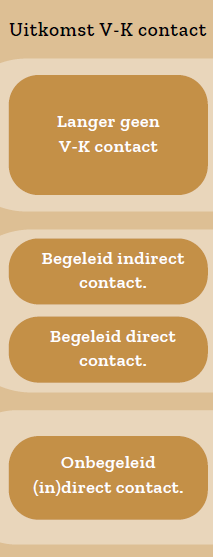 Uitkomst V-K contact
Langer geen
V-K contact
Begeleid indirect
contact.
Begeleid direct
contact.
Onbegeleid
(in)direct contact.